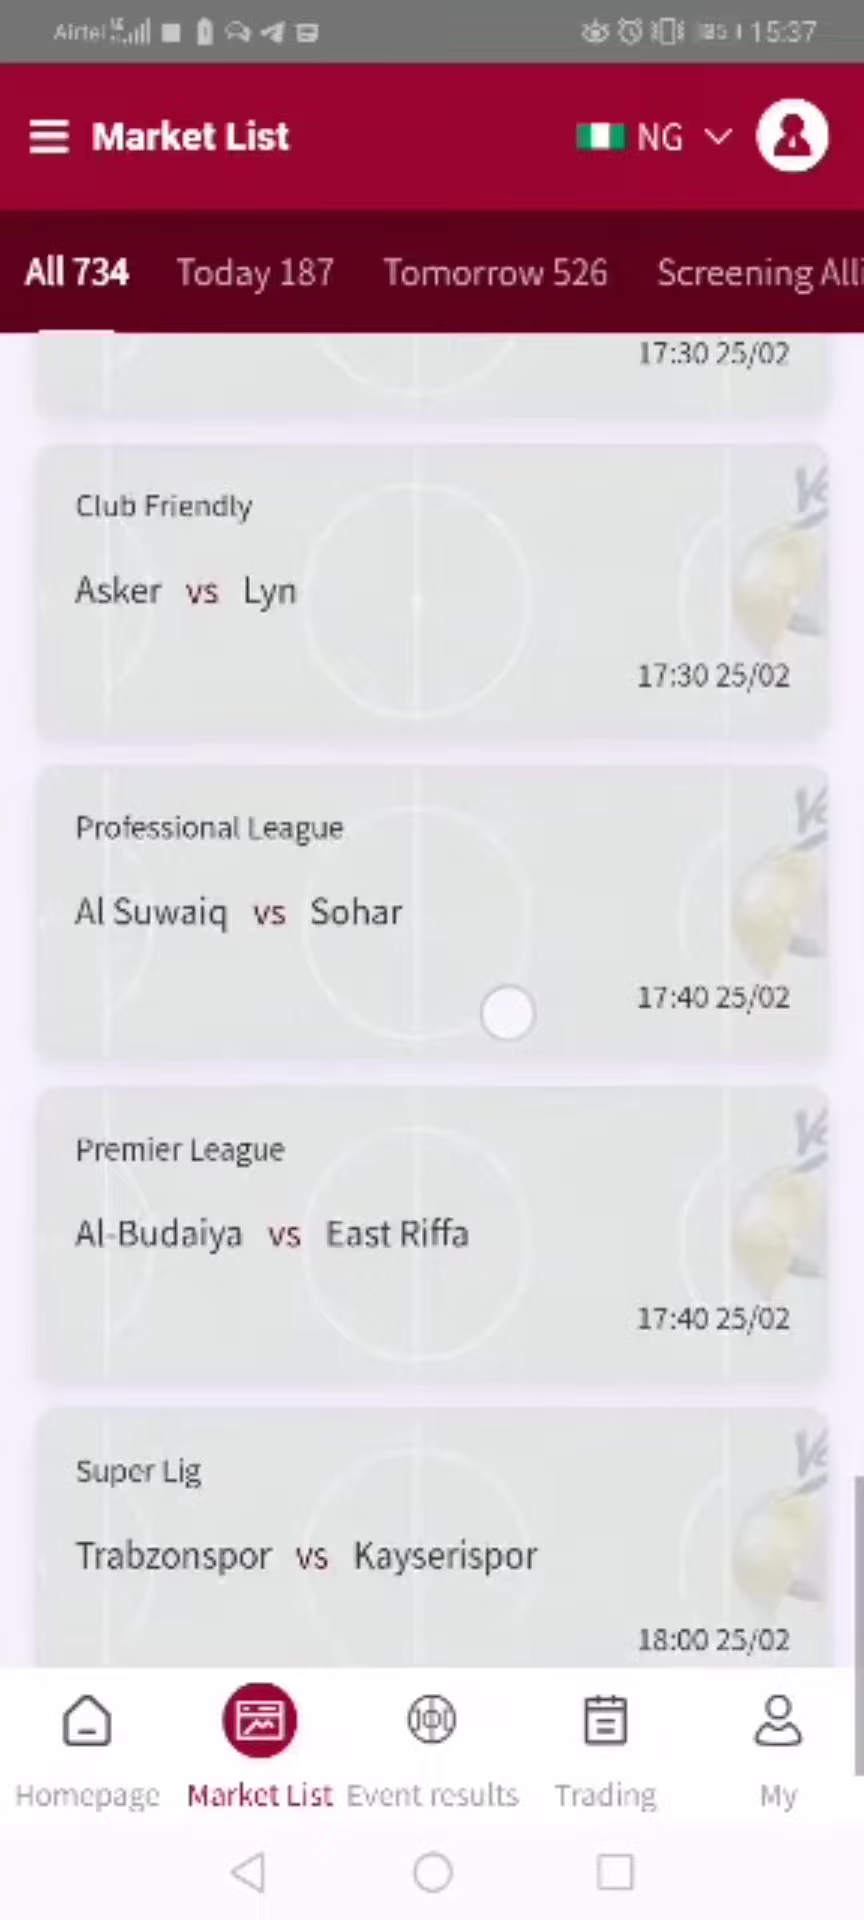 Airtel 15:37
Market List NG
All 734 Today 187 Tomorrow 526 Screening Alli
17:30 25/02
Club Friendly
Asker vs Lyn
17:30 25/02
Professional League
Al Suwaiq vs Sohar
17:40 25/02
Premier League
Al-Budaiya vs East Riffa
17:40 25/02
Super Lig
Trabzonspor vs Kayserispor
18:00 25/02
Homepage Market List Event results Trading My